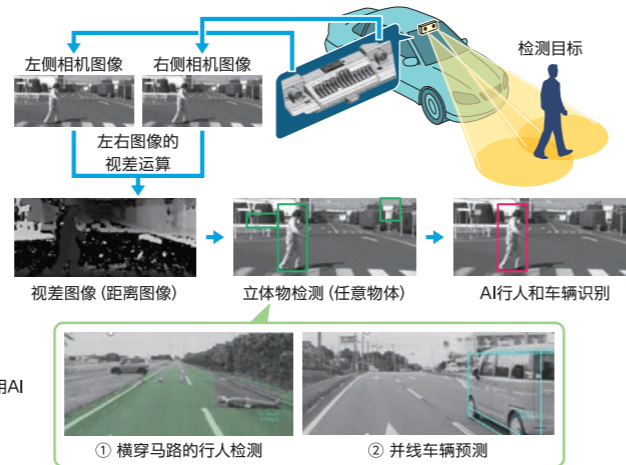 检测目标
左侧相机图像
右侧相机图像
左右图像的
视差运算
视差图像 (距离图像)
立体物检测 (任意物体)
AI行人和车辆识别
用AI
① 横穿马路的行人检测
② 并线车辆预测